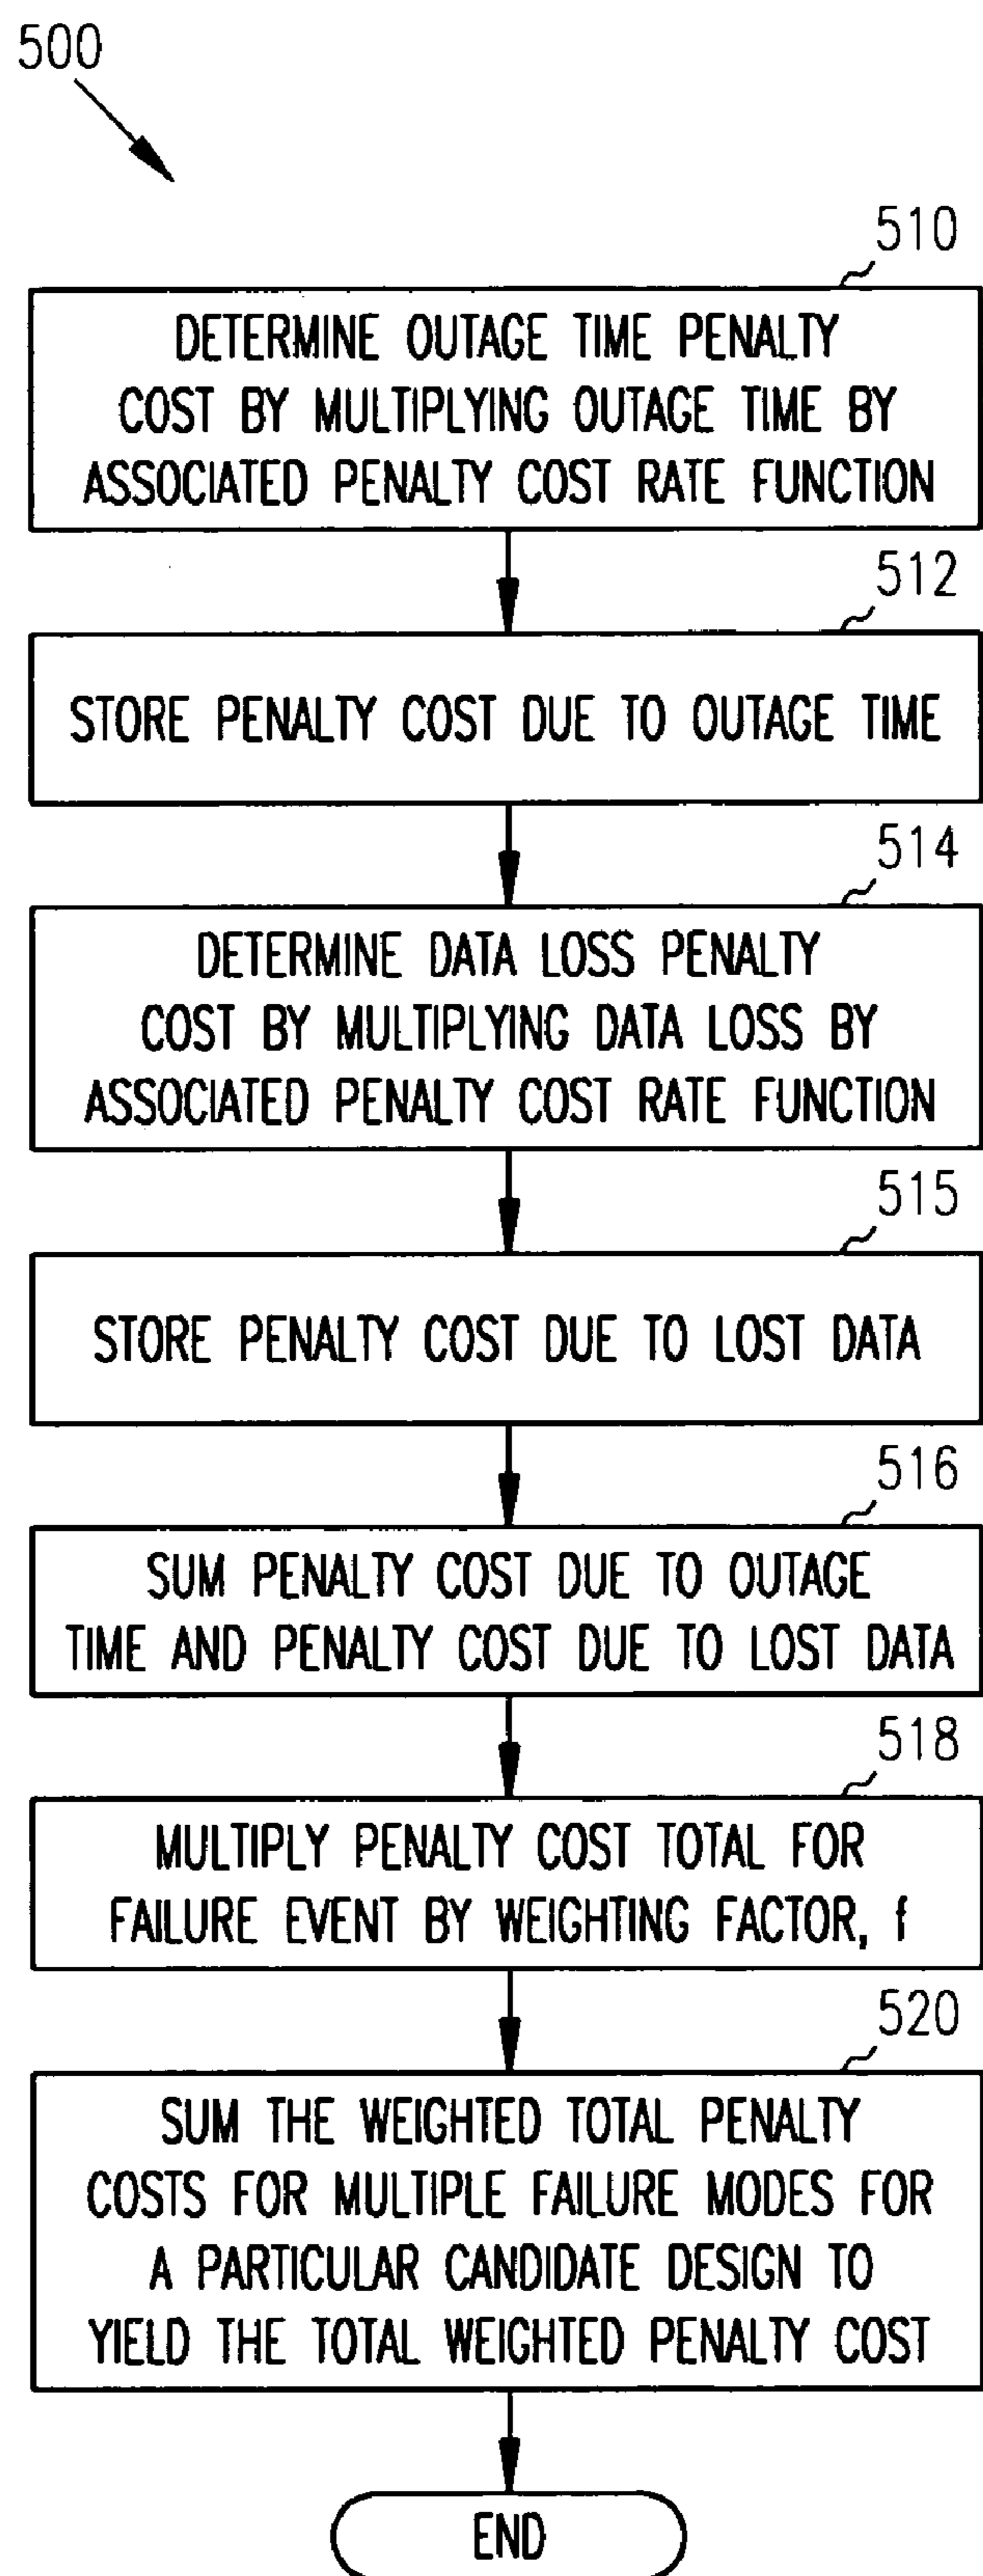 500
510
DETERMINE OUTAGE TIME PENALTY
COST BY MULTIPLYING OUTAGE TIME BY
ASSOCIATED PENALTY COST RATE FUNCTION
512
STORE PENALTY COST DUE TO OUTAGE TIME
514
DETERMINE DATA LOSS PENALTY
COST BY MULTIPLYING DATA LOSS BY
ASSOCIATED PENALTY COST RATE FUNCTION
515
STORE PENALTY COST DUE TO LOST DATA
516
SUM PENALTY COST DUE TO OUTAGE
TIME AND PENALTY COST DUE TO LOST DATA
518
MULTIPLY PENALTY COST TOTAL FOR
FAILURE EVENT BY WEIGHTING FACTOR, f
520
SUM THE WEIGHTED TOTAL PENALTY
COSTS FOR MULTIPLE FAILURE MODES FOR
A PARTICULAR CANDIDATE DESIGN TO
YIELD THE TOTAL WEIGHTED PENALTY COST
END